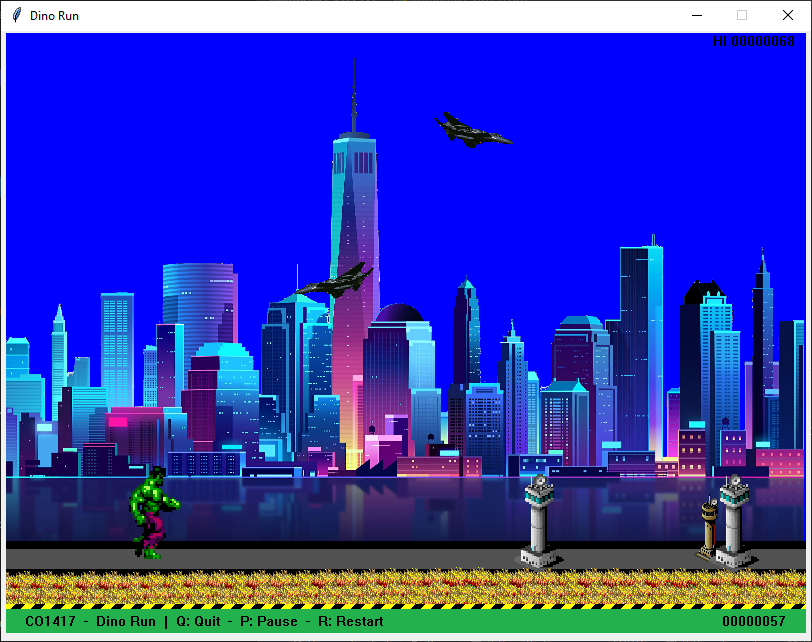 Dino Run
HI 00000068
CO1417 - Dino Run | Q: Quit - P: Pause - R: Restart
00000057